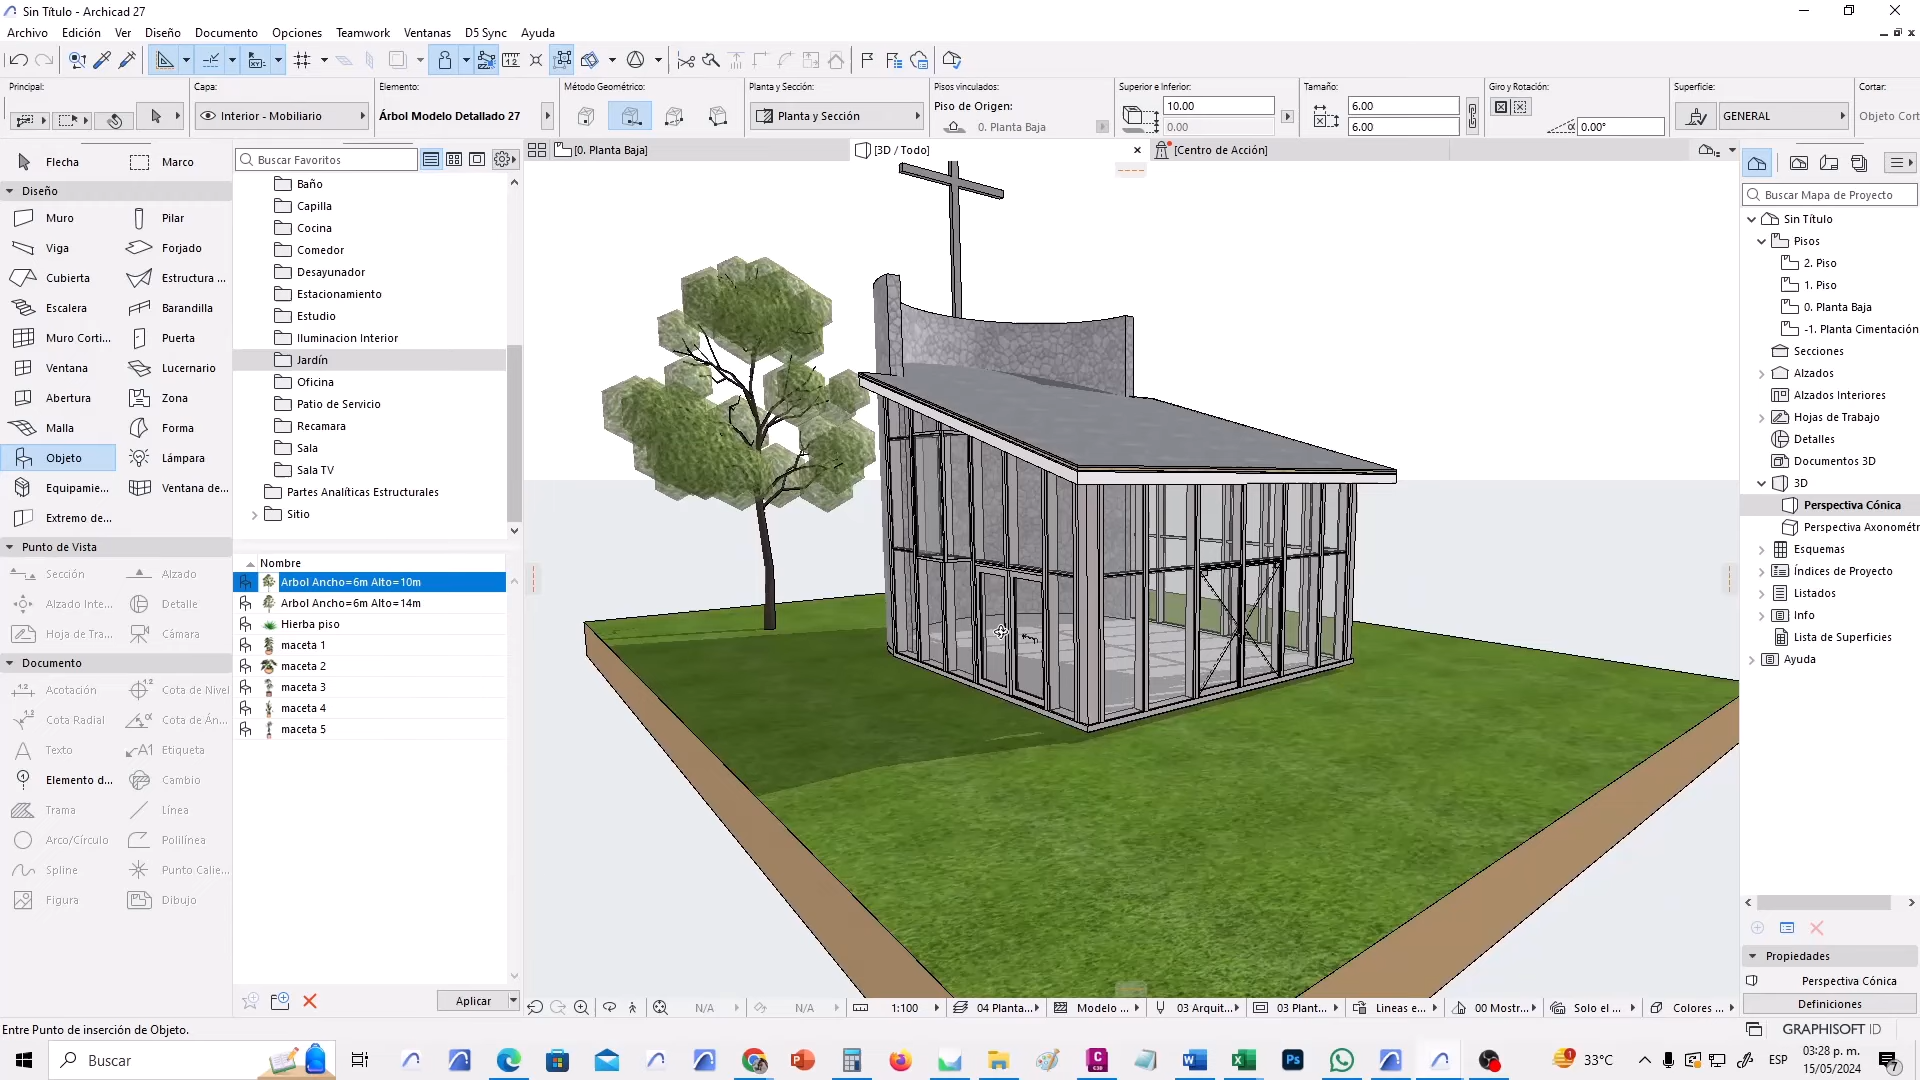 Sin Título - Archicad 27
Archivo Edición Ver Diseño Documento Opciones Teamwork Ventanas D5 Sync Ayuda
Principal: Capa: Elemento: Método Geométrico: Planta y Sección: Pisos vinculados: Superior e Inferior: Tamaño: Giro y Rotación: Superficie: Cortar:
Interior - Mobiliario Árbol Modelo Detallado 27 Planta y Sección Piso de Origen: 0. Planta Baja 10.00 0.00 6.00 6.00 0.00° GENERAL Objeto Cort
Flecha Marco
Diseño
Muro Pilar
Viga Forjado
Cubierta Estructura ...
Escalera Barandilla
Muro Corti... Puerta
Ventana Lucernario
Abertura Zona
Malla Forma
Objeto Lámpara
Equipamie... Ventana de...
Extremo de...
Punto de Vista
Sección Alzado
Alzado Inte... Detalle
Hoja de Tra... Cámara
Documento
Acotación Cota de Nivel
Cota Radial Cota de Án...
Texto Etiqueta
Elemento d... Cambio
Trama Línea
Arco/Círculo Polilínea
Spline Punto Calie...
Figura Dibujo
Buscar Favoritos
Baño
Capilla
Cocina
Comedor
Desayunador
Estacionamiento
Estudio
Iluminacion Interior
Jardín
Oficina
Patio de Servicio
Recamara
Sala
Sala TV
Partes Analíticas Estructurales
Sitio
Nombre
Arbol Ancho=6m Alto=10m
Arbol Ancho=6m Alto=14m
Hierba piso
maceta 1
maceta 2
maceta 3
maceta 4
maceta 5
Aplicar
[0. Planta Baja] [3D / Todo] [Centro de Acción]
Buscar Mapa de Proyecto
Sin Título
Pisos
2. Piso
1. Piso
0. Planta Baja
-1. Planta Cimentación
Secciones
Alzados
Alzados Interiores
Hojas de Trabajo
Detalles
Documentos 3D
3D
Perspectiva Cónica
Perspectiva Axonométr
Esquemas
Índices de Proyecto
Listados
Info
Lista de Superficies
Ayuda
Propiedades
Perspectiva Cónica
Definiciones
N/A N/A 1:100 04 Planta... Modelo ... 03 Arquit... 03 Plant... Lineas e... 00 Mostr... Solo el ... Colores ...
Entre Punto de inserción de Objeto.
GRAPHISOFT ID
Buscar
33°C ESP 03:28 p. m.
15/05/2024
7